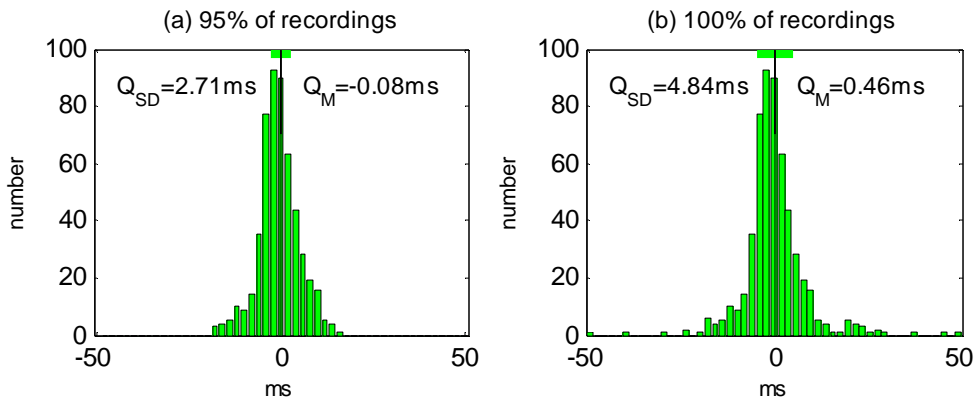 (a) 95% of recordings
100
80
60
40
20
0
number
Q_SD=2.71ms
Q_M=-0.08ms
-50
0
50
ms
(b) 100% of recordings
100
80
60
40
20
0
number
Q_SD=4.84ms
Q_M=0.46ms
-50
0
50
ms